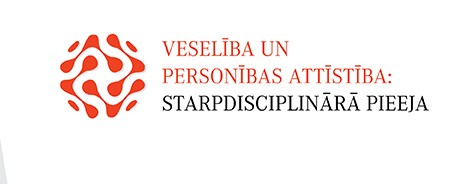 VESELĪBA UN
PERSONĪBAS ATTĪSTĪBA:
STARPDISCIPLINĀRĀ PIEEJA